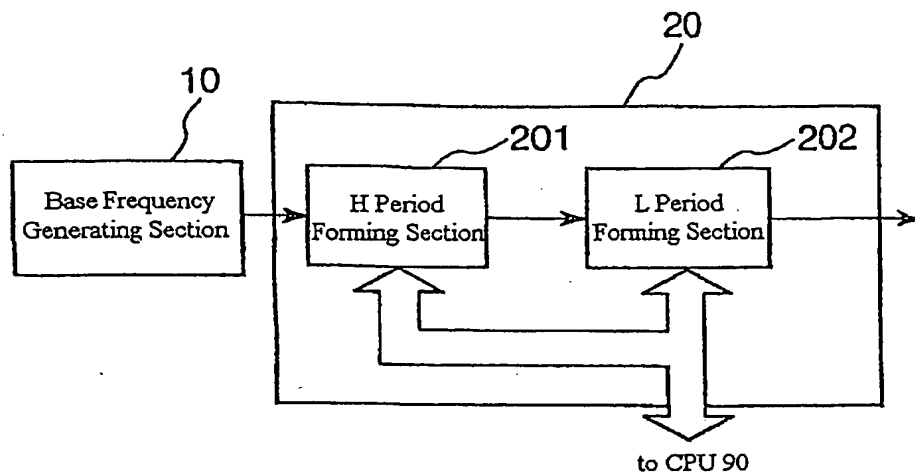 20
10
201
202
Base Frequency
Generating Section
H Period
Forming Section
L Period
Forming Section
to CPU 90